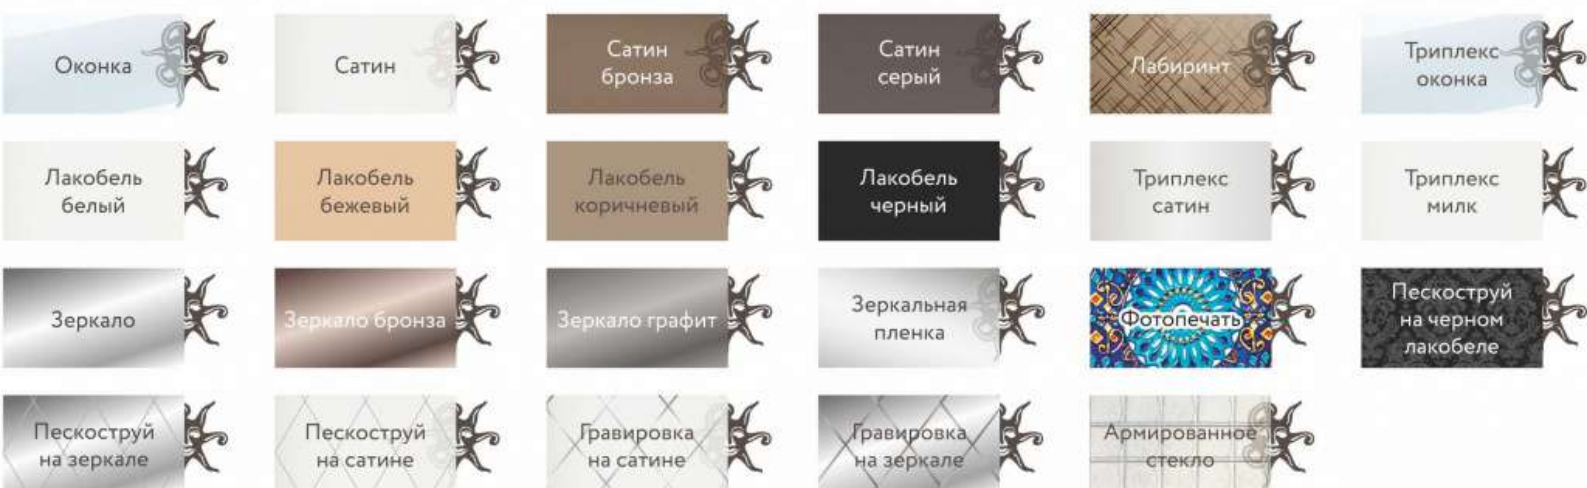 Оконка
Сатин
Сатин
бронза
Сатин
серый
Лабиринт
Триплекс
оконка
Лакобель
белый
Лакобель
бежевый
Лакобель
коричневый
Лакобель
черный
Триплекс
сатин
Триплекс
милк
Зеркало
Зеркало бронза
Зеркало графит
Зеркальная
пленка
Фотопечать
Пескоструй
на черном
лакобеле
Пескоструй
на зеркале
Пескоструй
на сатине
Гравировка
на сатине
Гравировка
на зеркале
Армированное
стекло